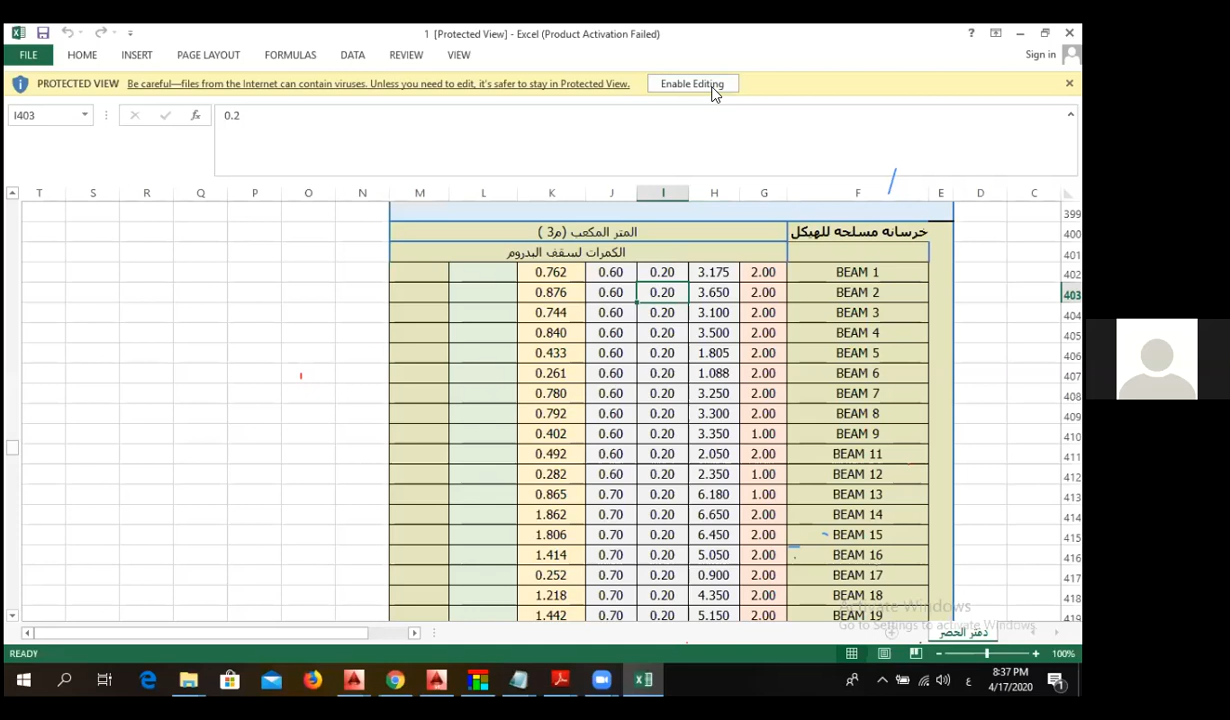 1 [Protected View] - Excel (Product Activation Failed)
FILE HOME INSERT PAGE LAYOUT FORMULAS DATA REVIEW VIEW Sign in
PROTECTED VIEW Be careful—files from the Internet can contain viruses. Unless you need to edit, it's safer to stay in Protected View. Enable Editing
I403 0.2
T S R Q P O N M L K J I H G F E D C
399
خرسانه مسلحه للهيكل المتر المكعب (م3 ) 400
الكمرات لسقف البدروم 401
0.762 0.60 0.20 3.175 2.00 BEAM 1 402
0.876 0.60 0.20 3.650 2.00 BEAM 2 403
0.744 0.60 0.20 3.100 2.00 BEAM 3 404
0.840 0.60 0.20 3.500 2.00 BEAM 4 405
0.433 0.60 0.20 1.805 2.00 BEAM 5 406
0.261 0.60 0.20 1.088 2.00 BEAM 6 407
0.780 0.60 0.20 3.250 2.00 BEAM 7 408
0.792 0.60 0.20 3.300 2.00 BEAM 8 409
0.402 0.60 0.20 3.350 1.00 BEAM 9 410
0.492 0.60 0.20 2.050 2.00 BEAM 11 411
0.282 0.60 0.20 2.350 1.00 BEAM 12 412
0.865 0.70 0.20 6.180 1.00 BEAM 13 413
1.862 0.70 0.20 6.650 2.00 BEAM 14 414
1.806 0.70 0.20 6.450 2.00 BEAM 15 415
1.414 0.70 0.20 5.050 2.00 BEAM 16 416
0.252 0.70 0.20 0.900 2.00 BEAM 17 417
1.218 0.70 0.20 4.350 2.00 BEAM 18 418
1.442 0.70 0.20 5.150 2.00 BEAM 19 419
Activate Windows
Go to Settings to activate Windows.
دفتر الحصر
READY 100%
8:37 PM
4/17/2020
ع
1